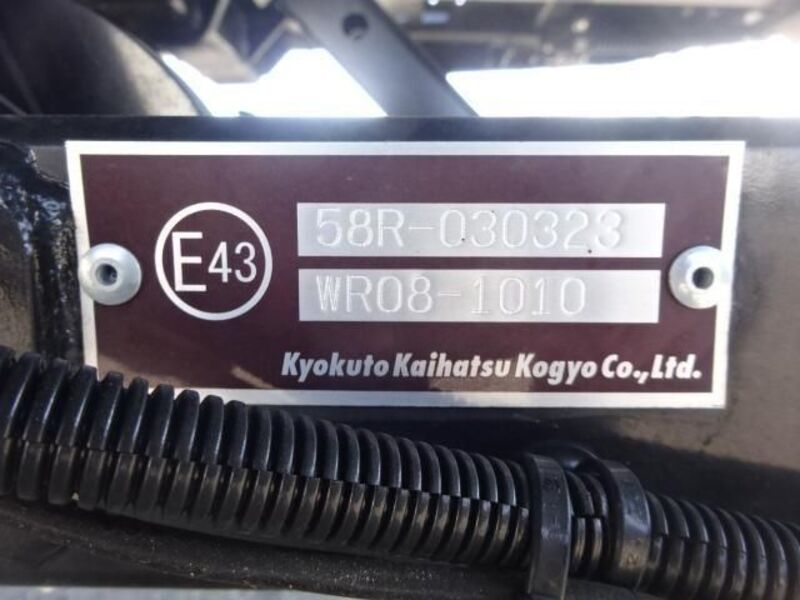 E43
58R-030323
WR08-1010
Kyokuto Kaihatsu Kogyo Co., Ltd.